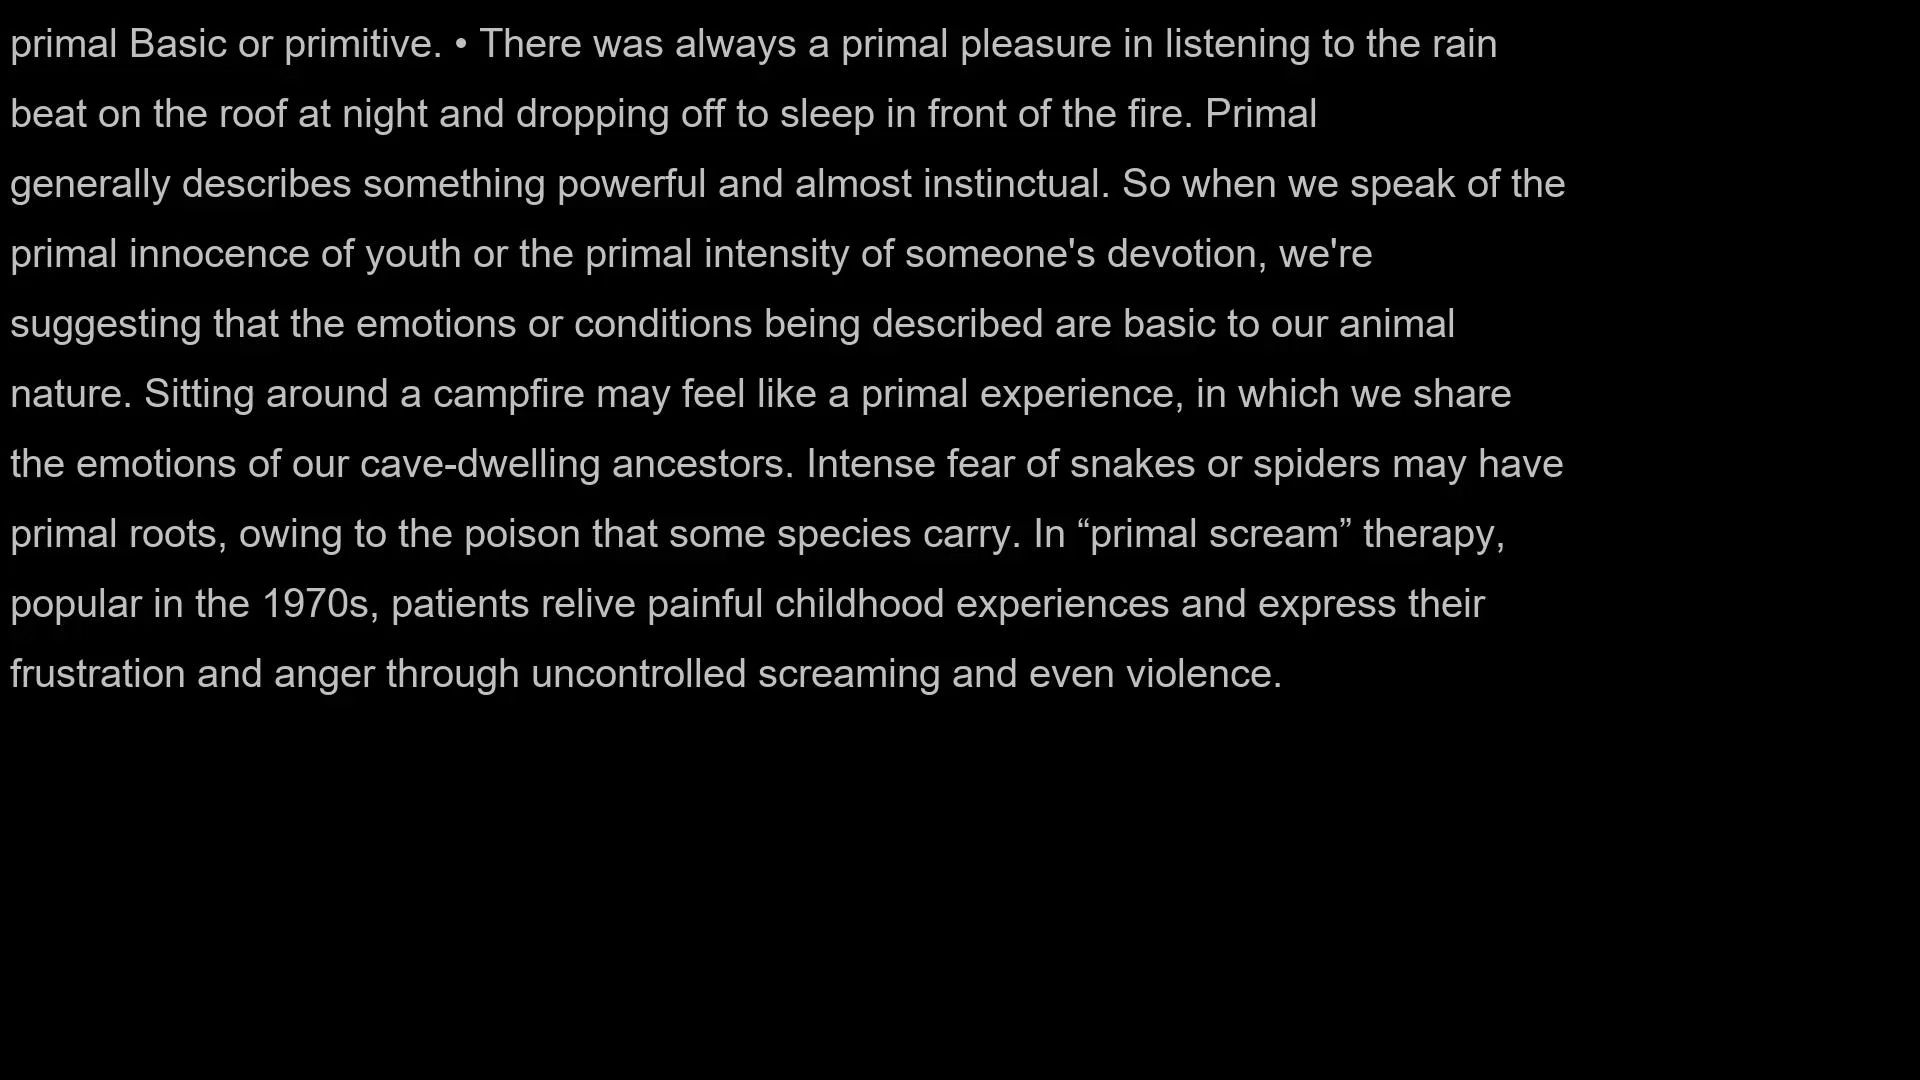 primal Basic or primitive. • There was always a primal pleasure in listening to the rain
beat on the roof at night and dropping off to sleep in front of the fire. Primal
generally describes something powerful and almost instinctual. So when we speak of the
primal innocence of youth or the primal intensity of someone's devotion, we're
suggesting that the emotions or conditions being described are basic to our animal
nature. Sitting around a campfire may feel like a primal experience, in which we share
the emotions of our cave-dwelling ancestors. Intense fear of snakes or spiders may have
primal roots, owing to the poison that some species carry. In “primal scream” therapy,
popular in the 1970s, patients relive painful childhood experiences and express their
frustration and anger through uncontrolled screaming and even violence.